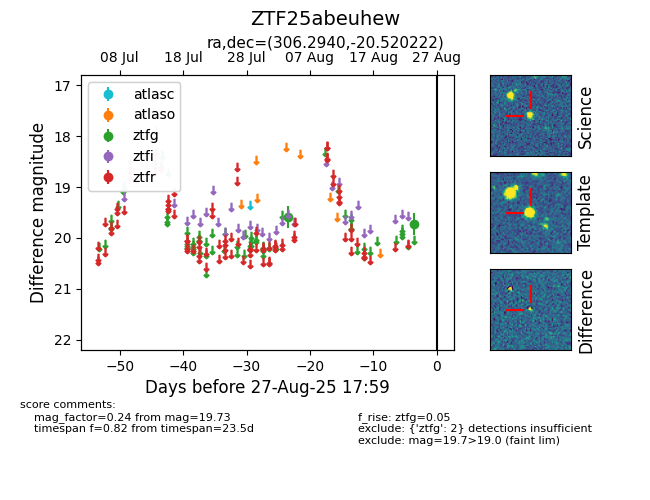 ZTF25abeuhew
ra,dec=(306.2940,-20.520222)
08 Jul 18 Jul 28 Jul 07 Aug 17 Aug 27 Aug
17
18
19
20
21
22
Difference magnitude
atlasc
atlaso
ztfg
ztfi
ztfr
−50 −40 −30 −20 −10 0
Days before 27-Aug-25 17:59
Science
Template
Difference
score comments:
mag_factor=0.24 from mag=19.73
timespan f=0.82 from timespan=23.5d
f_rise: ztfg=0.05
exclude: {'ztfg': 2} detections insufficient
exclude: mag=19.7>19.0 (faint lim)